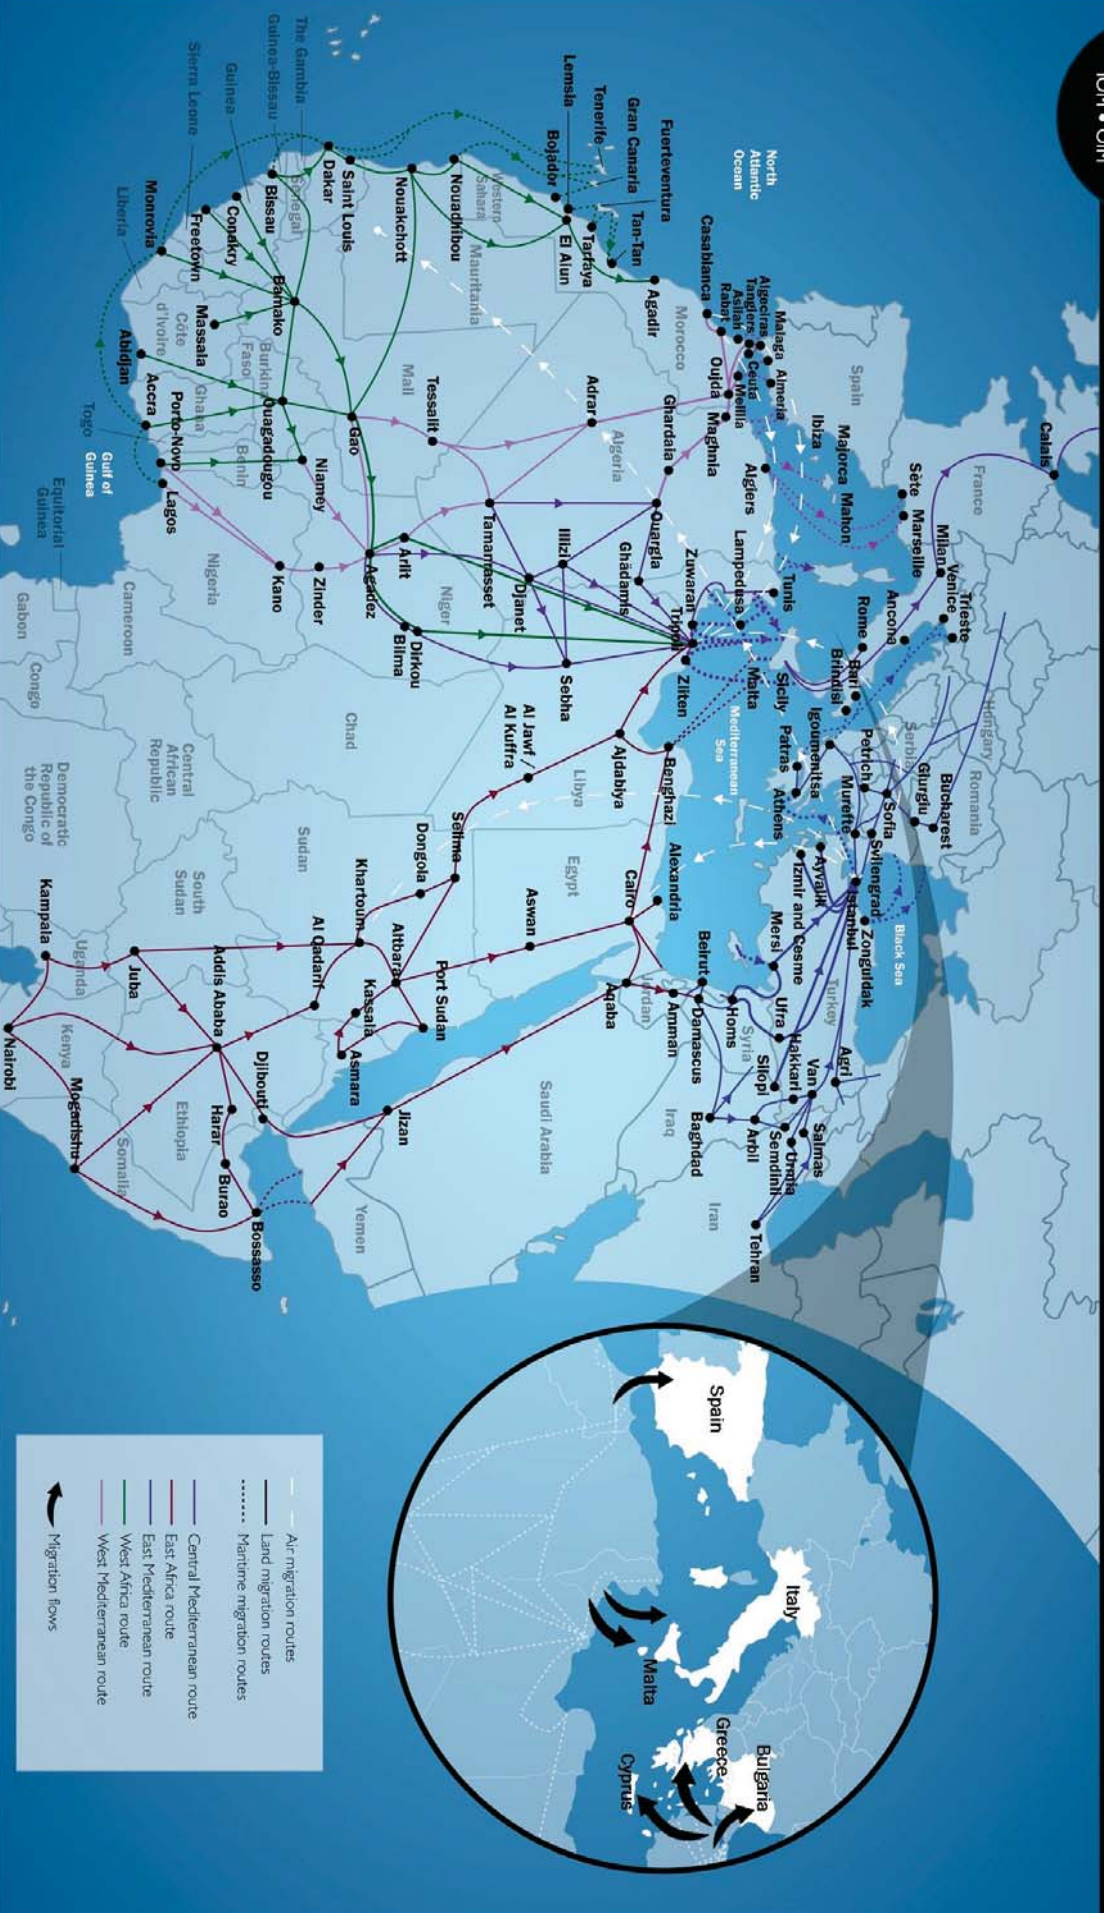 IOM • OIM
North
Atlantic
Ocean
Calais
France
Sète
Marseille
Milan
Venice
Trieste
Hungary
Romania
Spain
Majorca
Mahon
Ibiza
Ancona
Rome
Bari
Brindisi
Serbia
Giurgiu
Bucharest
Petrich
Sofia
Murefte
Svilengrad
Istanbul
Zonguldak
Black Sea
Malaga
Almeria
Algeciras
Tangiers
Ceuta
Asilah
Melilla
Rabat
Casablanca
Oujda
Maghnia
Algiers
Tunis
Lampedusa
Sicily
Malta
Mediterranean
Sea
Igoumenitsa
Patras
Athens
Ayvalik
Izmir and Cesme
Mersi
Turkey
Ufra
Hakkari
Van
Agri
Salmas
Urmia
Semdinli
Silopi
Arbil
Tehran
Syria
Homs
Beirut
Damascus
Amman
Jordan
Baghdad
Iraq
Iran
Fuerteventura
Gran Canaria
Tenerife
Lemsla
Bojador
Tan-Tan
Tarfaya
El Aiun
Agadir
Morocco
Ghardaia
Ouargla
Adrar
Algeria
Ghādamis
Zuwaran
Tripoli
Zliten
Benghazi
Ajdabiya
Alexandria
Cairo
Aqaba
Illizi
Djanet
Sebha
Tamanrasset
Libya
Egypt
Aswan
Saudi Arabia
Al Jawf /
Al Kuffra
Western
Sahara
Nouadhibou
Mauritania
Nouakchott
Saint Louis
Dakar
Senegal
The Gambia
Guinea-Bissau
Guinea
Sierra Leone
Liberia
Bissau
Conakry
Freetown
Monrovia
Bamako
Massala
Côte
d'Ivoire
Abidjan
Accra
Ghana
Burkina
Faso
Ouagadougou
Mali
Tessalit
Gao
Niamey
Benin
Porto-Novo
Togo
Lagos
Gulf of
Guinea
Equitorial
Guinea
Nigeria
Kano
Zinder
Agadez
Arlit
Niger
Dirkou
Bilma
Chad
Cameroon
Gabon
Congo
Central
African
Republic
Democratic
Republic of
the Congo
Selima
Dongola
Sudan
Khartoum
Altbara
Port Sudan
Al Qadarif
Kassala
Asmara
South
Sudan
Juba
Addis Ababa
Djibouti
Harar
Ethiopia
Burao
Bossasso
Somalia
Mogadishu
Kenya
Nairobi
Uganda
Kampala
Jizan
Yemen
Spain
Italy
Malta
Greece
Bulgaria
Cyprus
Air migration routes
Land migration routes
Maritime migration routes
Central Mediterranean route
East Africa route
East Mediterranean route
West Africa route
West Mediterranean route
Migration flows